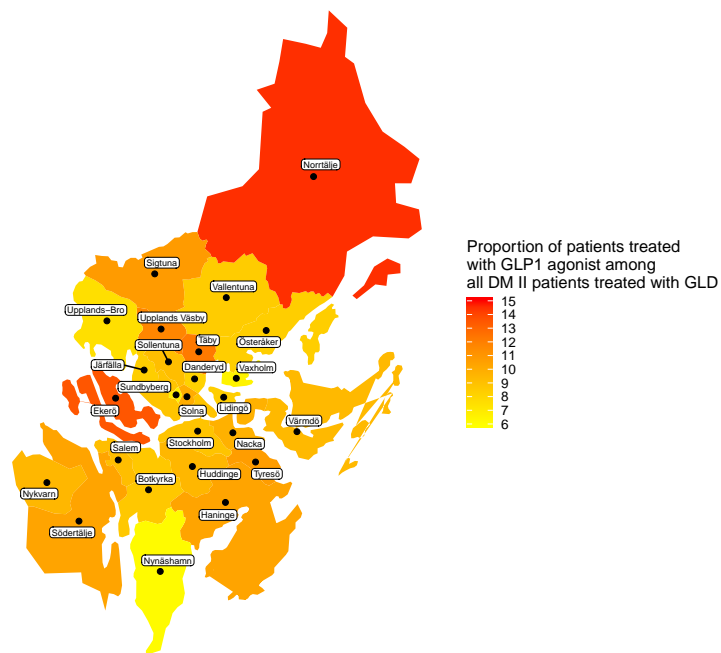 Norrtälje
Sigtuna
Vallentuna
Upplands−Bro
Upplands Väsby
Sollentuna
Täby
Österåker
Järfälla
Danderyd
Vaxholm
Sundbyberg
Ekerö
Solna
Lidingö
Värmdö
Stockholm
Nacka
Salem
Botkyrka
Huddinge
Tyresö
Nykvarn
Haninge
Södertälje
Nynäshamn
Proportion of patients treated
with GLP1 agonist among
all DM II patients treated with GLD
15
14
13
12
11
10
9
8
7
6